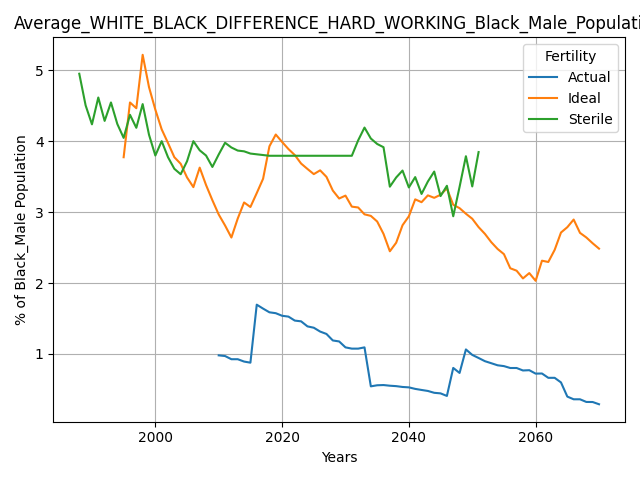 Average_WHITE_BLACK_DIFFERENCE_HARD_WORKING_Black_Male_Populati
Fertility
Actual
Ideal
Sterile
% of Black_Male Population
5
4
3
2
1
2000
2020
2040
2060
Years